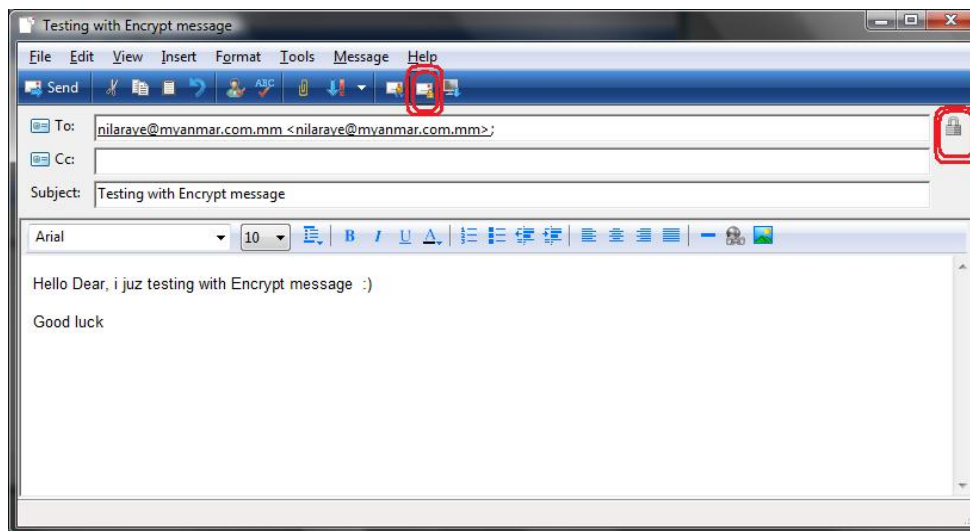 Testing with Encrypt message
File Edit View Insert Format Tools Message Help
Send ABC
To: nilaraye@myanmar.com.mm <nilaraye@myanmar.com.mm>;
Cc:
Subject: Testing with Encrypt message
Arial 10 B I U A
Hello Dear, i juz testing with Encrypt message :)
Good luck